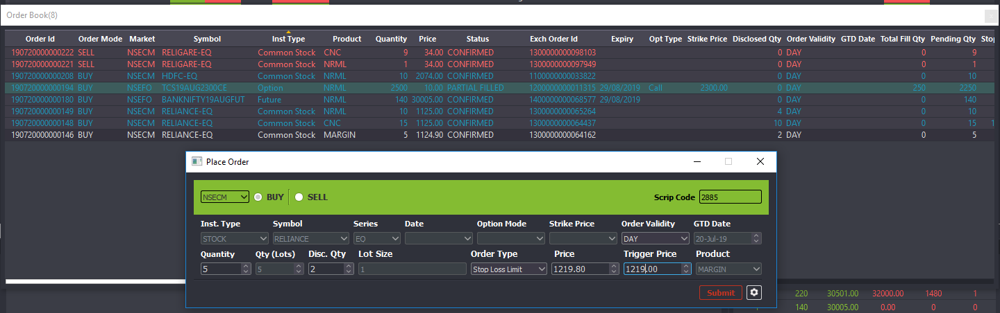 Order Book(8)
Order Id Order Mode Market Symbol Inst Type Product Quantity Price Status Exch Order Id Expiry Opt Type Strike Price Disclosed Qty Order Validity GTD Date Total Fill Qty Pending Qty Stop
190720000000222 SELL NSECM RELIGARE-EQ Common Stock CNC 9 34.00 CONFIRMED 1300000000098103 0 DAY 0 9
190720000000221 SELL NSECM RELIGARE-EQ Common Stock NRML 1 34.00 CONFIRMED 1300000000097949 0 DAY 0 1
190720000000208 BUY NSECM HDFC-EQ Common Stock NRML 10 2074.00 CONFIRMED 1100000000033822 0 DAY 0 10
190720000000194 BUY NSEFO TCS19AUG2300CE Option NRML 2500 10.00 PARTIAL FILLED 1200000000011315 29/08/2019 Call 2300.00 0 DAY 250 2250
190720000000180 BUY NSEFO BANKNIFTY19AUGFUT Future NRML 140 30005.00 CONFIRMED 1400000000068577 29/08/2019 0 DAY 0 140
190720000000149 BUY NSECM RELIANCE-EQ Common Stock NRML 10 1125.00 CONFIRMED 1300000000065264 4 DAY 0 10
190720000000148 BUY NSECM RELIANCE-EQ Common Stock CNC 15 1125.00 CONFIRMED 1300000000064437 10 DAY 0 15 1
190720000000146 BUY NSECM RELIANCE-EQ Common Stock MARGIN 5 1124.90 CONFIRMED 1300000000064162 2 DAY 0 5
Place Order
NSECM BUY SELL Scrip Code 2885
Inst. Type Symbol Series Date Option Mode Strike Price Order Validity GTD Date
STOCK RELIANCE EQ DAY 20-Jul-19
Quantity Qty (Lots) Disc. Qty Lot Size Order Type Price Trigger Price Product
5 5 2 1 Stop Loss Limit 1219.80 1219.00 MARGIN
Submit
220 30501.00 32000.00 1480 1
140 30005.00 0.00 0 0